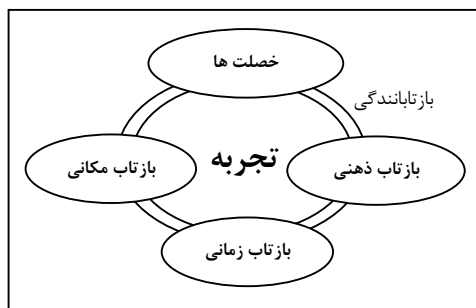 خصلت ها
بازتابانندگی
تجربه
بازتاب ذهنی
بازتاب مکانی
بازتاب زمانی